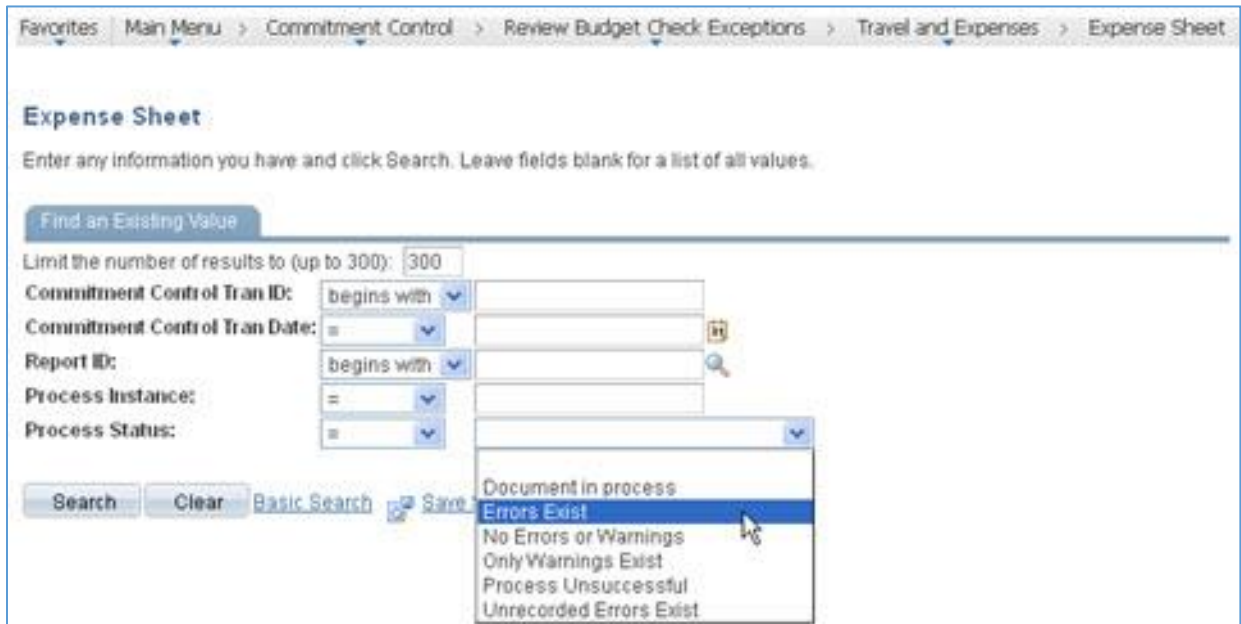 Favorites Main Menu > Commitment Control > Review Budget Check Exceptions > Travel and Expenses > Expense Sheet
Expense Sheet
Enter any information you have and click Search. Leave fields blank for a list of all values.
Find an Existing Value
Limit the number of results to (up to 300): 300
Commitment Control Tran ID: begins with
Commitment Control Tran Date: =
Report ID: begins with
Process Instance: =
Process Status: =
Document in process
Search Clear Basic Search Save Errors Exist
No Errors or Warnings
Only Warnings Exist
Process Unsuccessful
Unrecorded Errors Exist